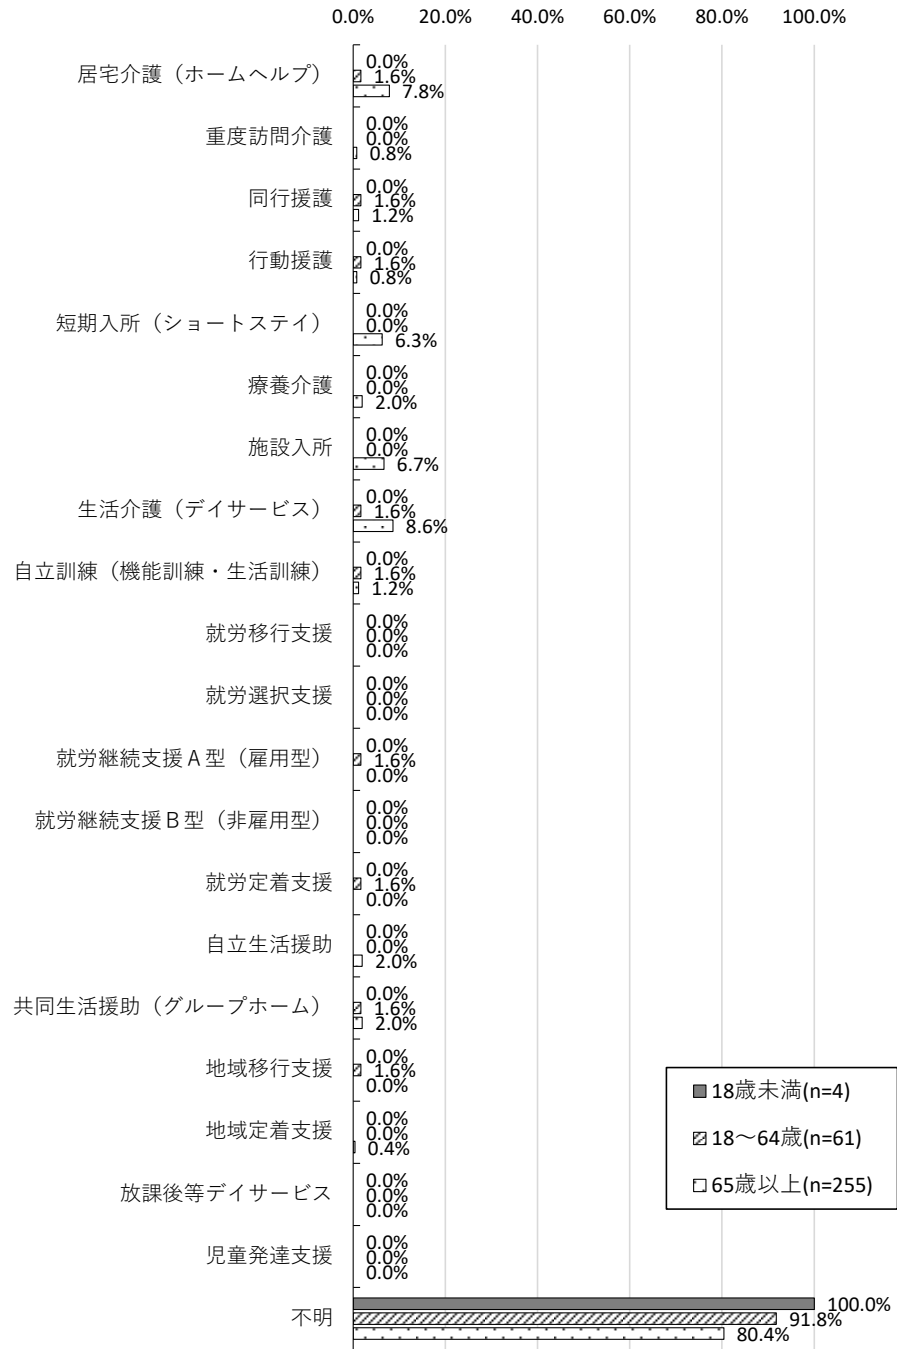 0.0% 20.0% 40.0% 60.0% 80.0% 100.0%
居宅介護（ホームヘルプ）
0.0%
1.6%
7.8%
重度訪問介護
0.0%
0.0%
0.8%
同行援護
0.0%
1.6%
1.2%
行動援護
0.0%
1.6%
0.8%
短期入所（ショートステイ）
0.0%
0.0%
6.3%
療養介護
0.0%
0.0%
2.0%
施設入所
0.0%
0.0%
6.7%
生活介護（デイサービス）
0.0%
1.6%
8.6%
自立訓練（機能訓練・生活訓練）
0.0%
1.6%
1.2%
就労移行支援
0.0%
0.0%
0.0%
就労選択支援
0.0%
0.0%
0.0%
就労継続支援Ａ型（雇用型）
0.0%
1.6%
0.0%
就労継続支援Ｂ型（非雇用型）
0.0%
0.0%
0.0%
就労定着支援
0.0%
1.6%
0.0%
自立生活援助
0.0%
0.0%
2.0%
共同生活援助（グループホーム）
0.0%
1.6%
2.0%
地域移行支援
0.0%
1.6%
0.0%
地域定着支援
0.0%
0.0%
0.4%
放課後等デイサービス
0.0%
0.0%
0.0%
児童発達支援
0.0%
0.0%
0.0%
不明
100.0%
91.8%
80.4%
18歳未満(n=4)
18～64歳(n=61)
65歳以上(n=255)